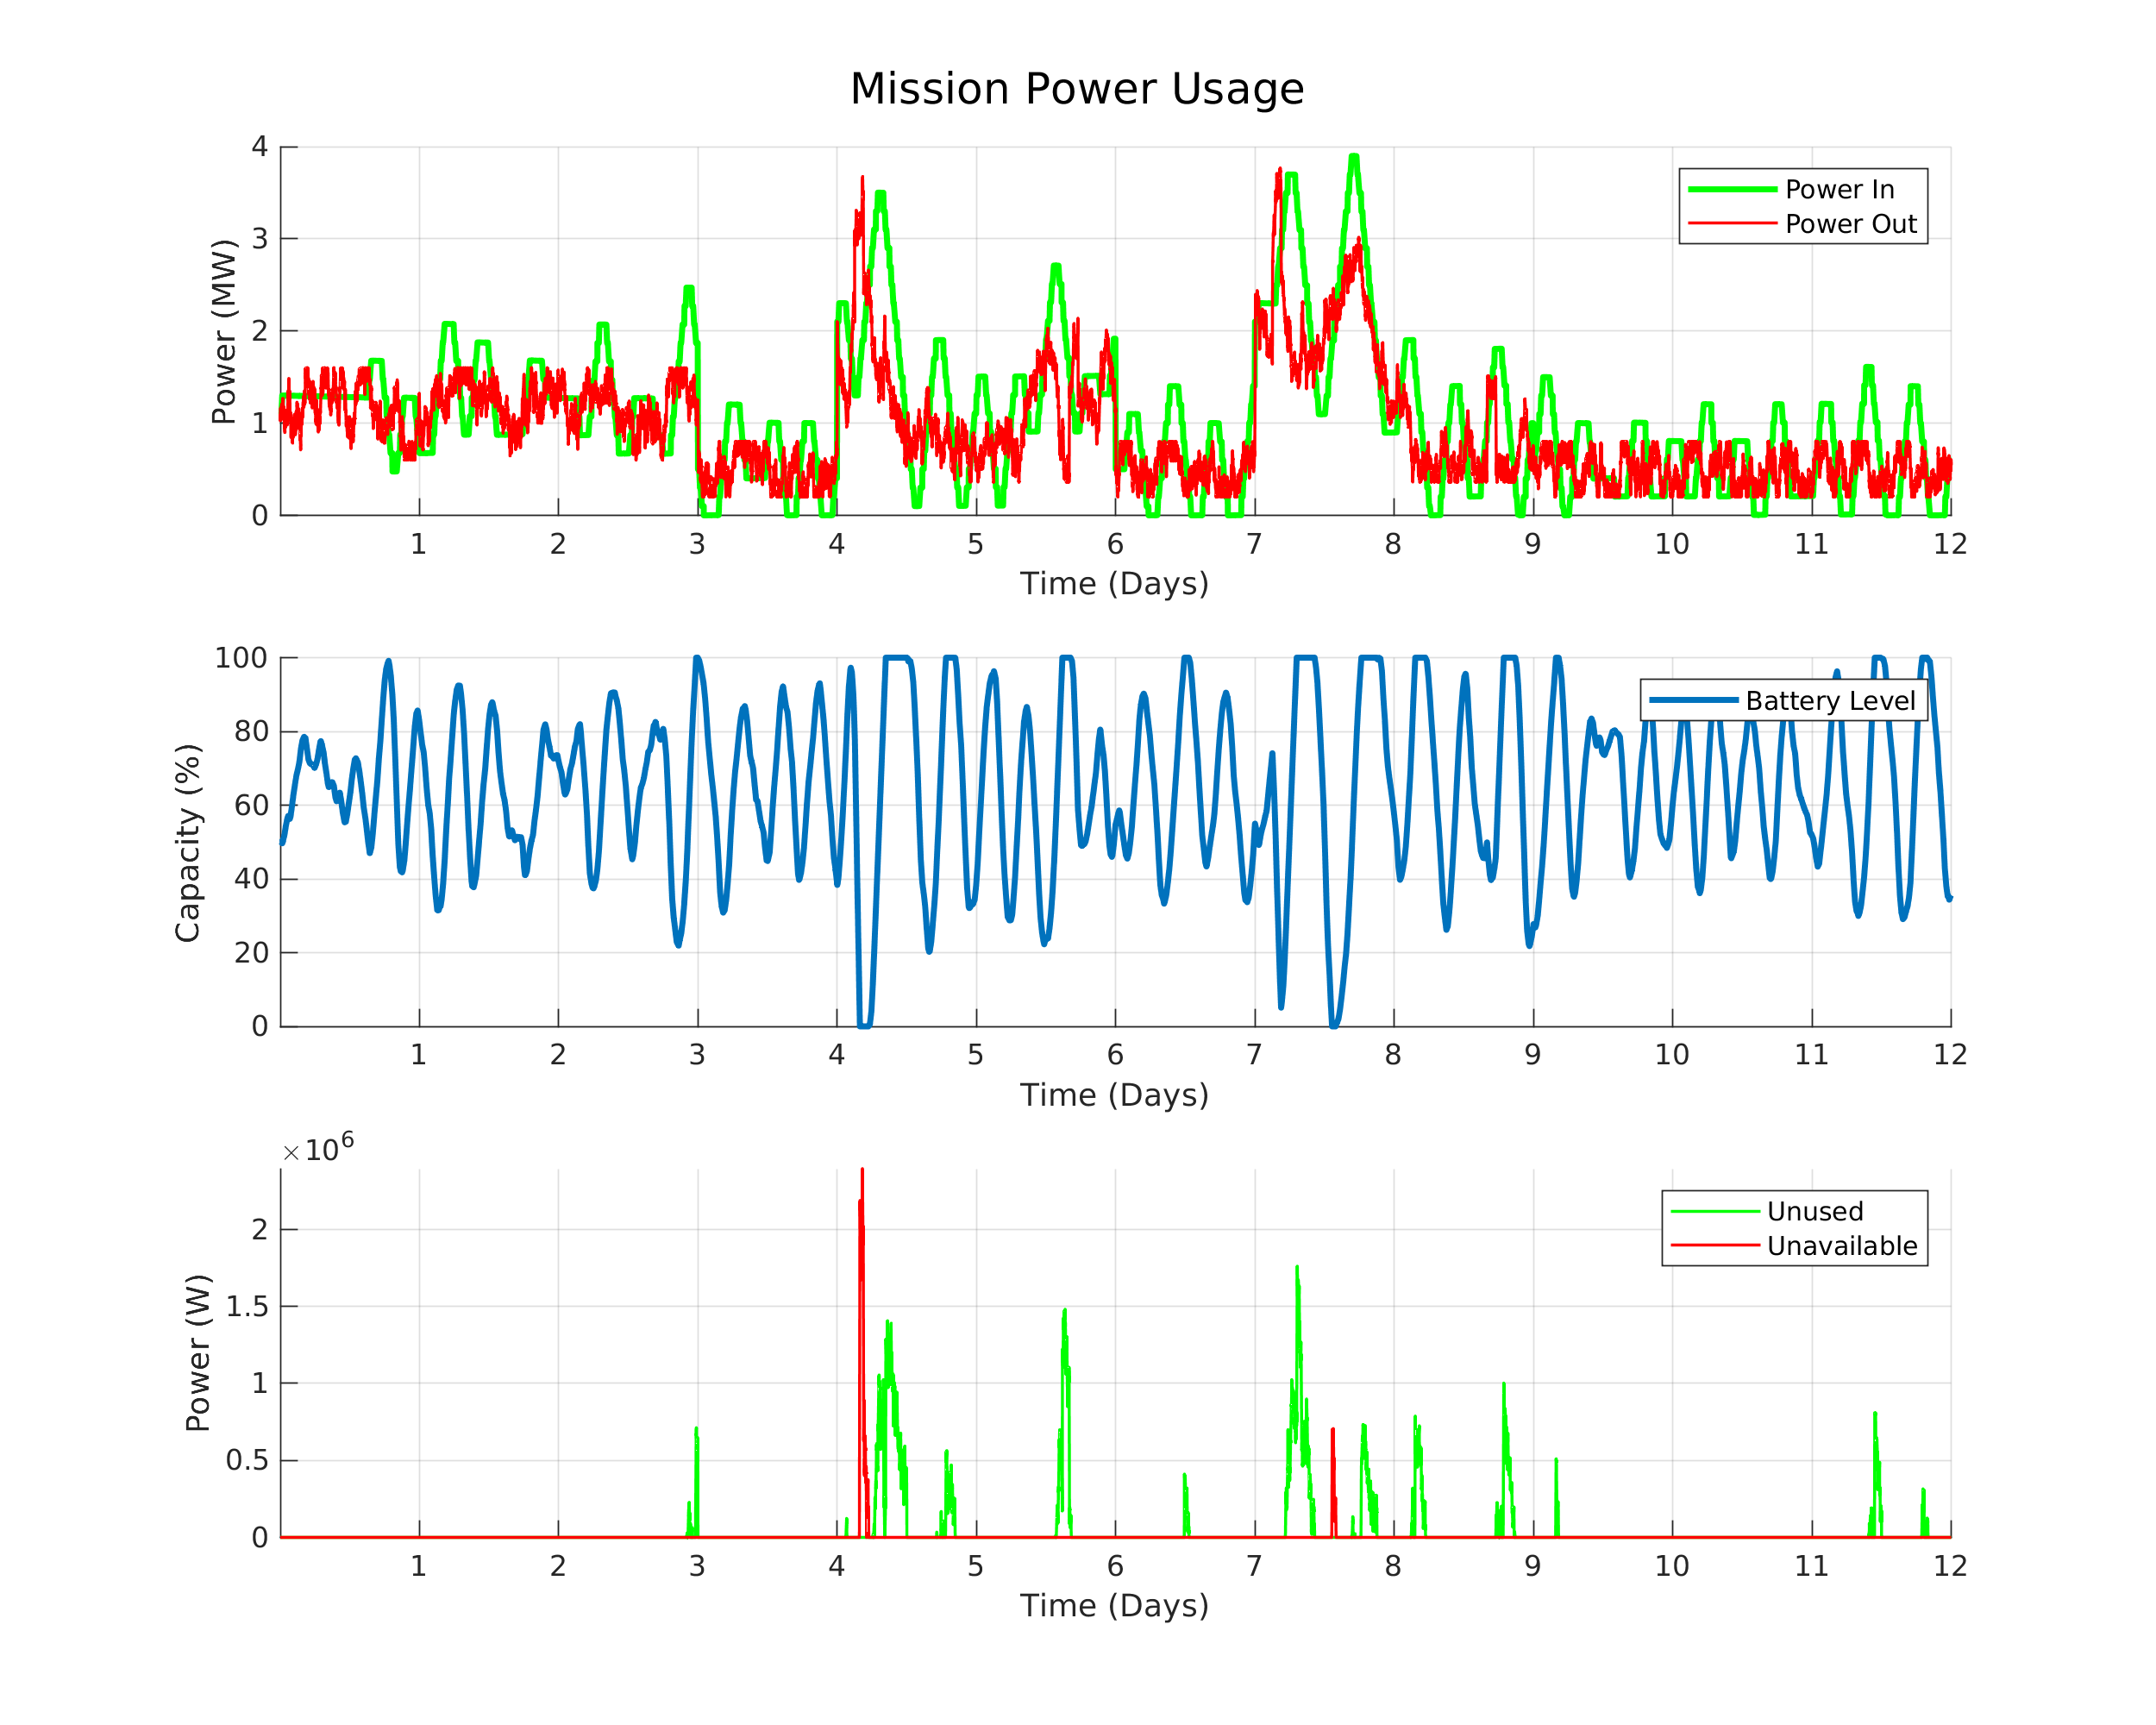 Mission Power Usage
4
3
2
1
0
Power (MW)
Power In
Power Out
1 2 3 4 5 6 7 8 9 10 11 12
Time (Days)
100
80
60
40
20
0
Capacity (%)
Battery Level
1 2 3 4 5 6 7 8 9 10 11 12
Time (Days)
×10⁶
2
1.5
1
0.5
0
Power (W)
Unused
Unavailable
1 2 3 4 5 6 7 8 9 10 11 12
Time (Days)